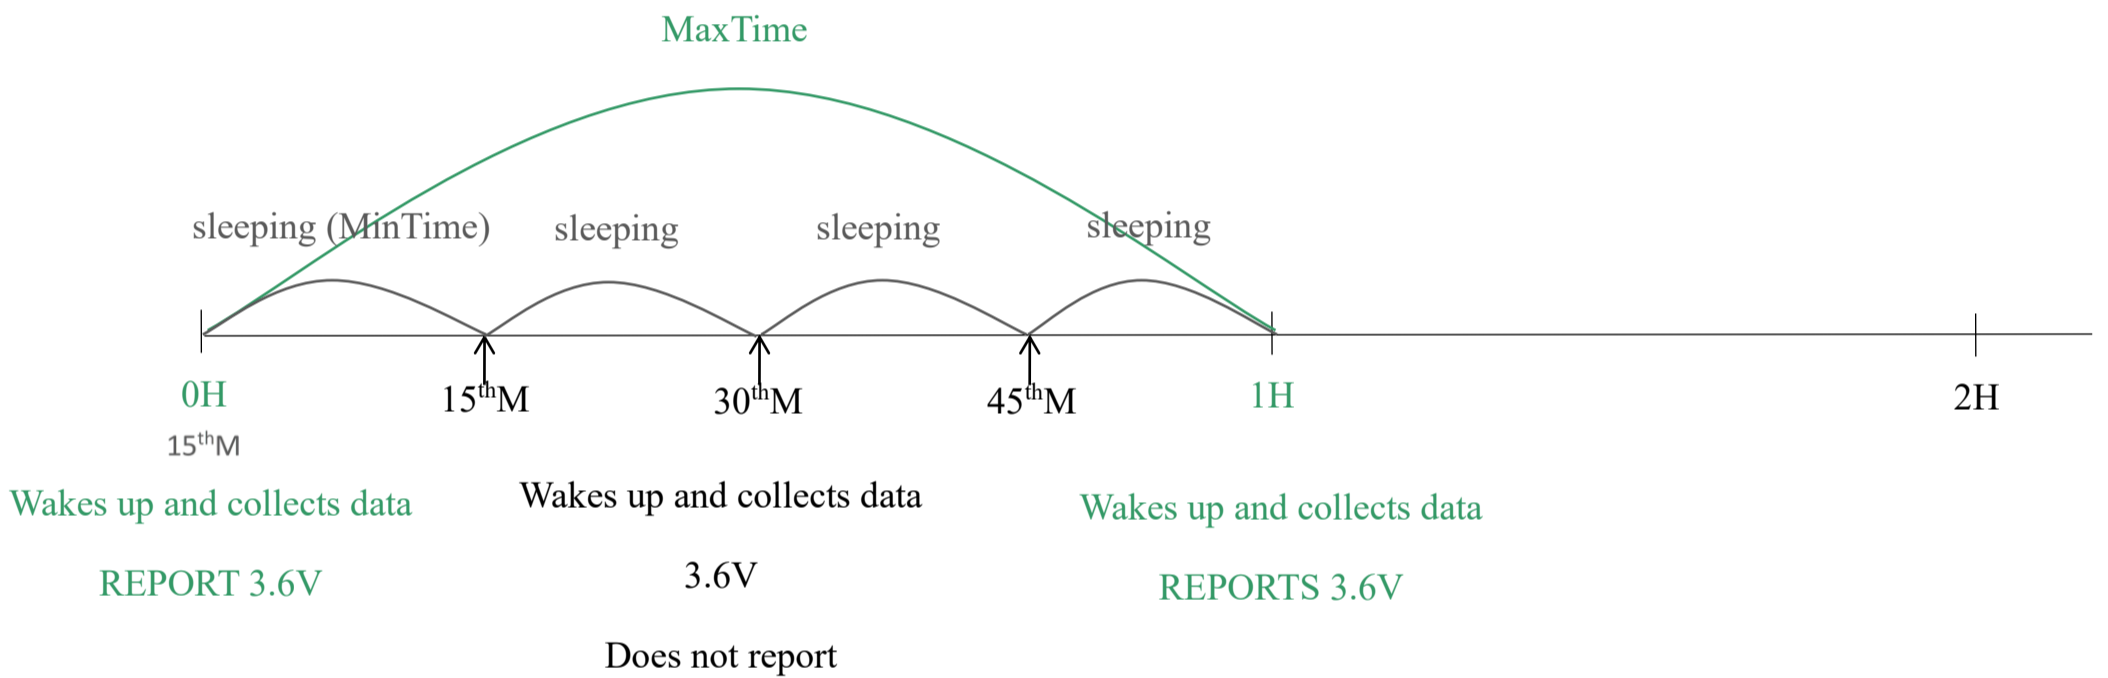 MaxTime
sleeping (MinTime)
sleeping
sleeping
sleeping
0H
15thM
30thM
45thM
1H
2H
15thM
Wakes up and collects data
Wakes up and collects data
Wakes up and collects data
REPORT 3.6V
3.6V
REPORTS 3.6V
Does not report